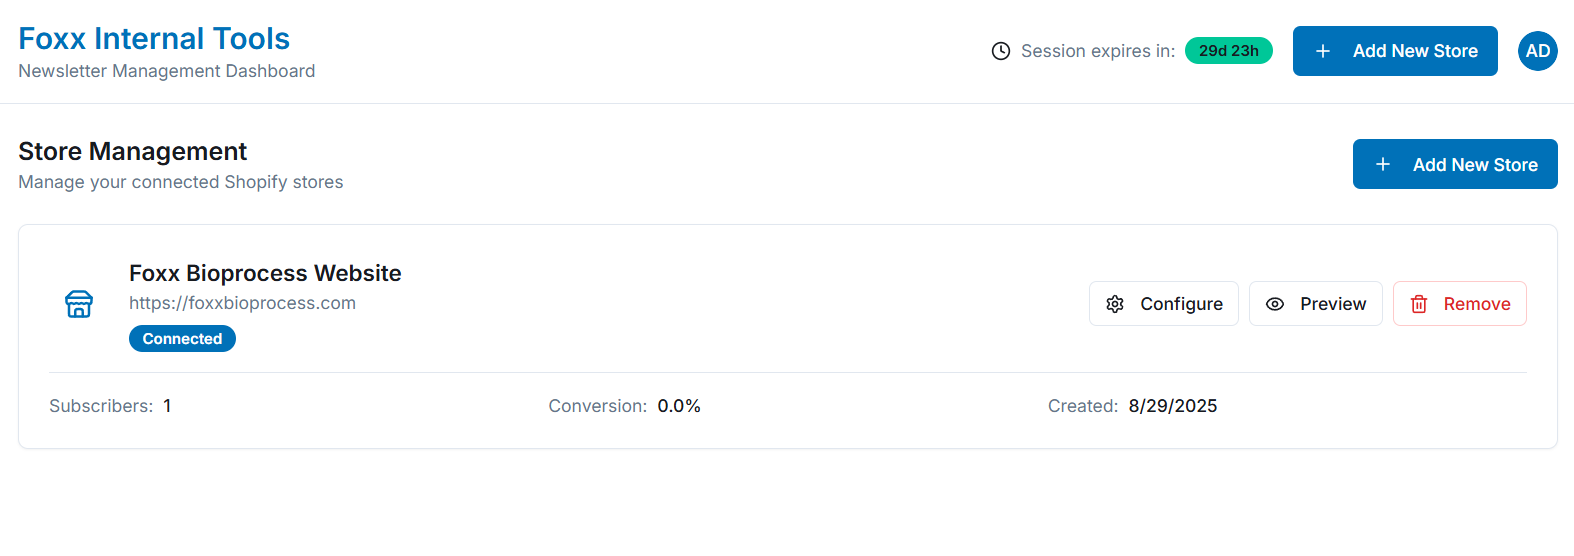 Foxx Internal Tools
Newsletter Management Dashboard
Session expires in: 29d 23h
Add New Store
AD
Store Management
Manage your connected Shopify stores
Add New Store
Foxx Bioprocess Website
https://foxxbioprocess.com
Connected
Configure
Preview
Remove
Subscribers: 1
Conversion: 0.0%
Created: 8/29/2025